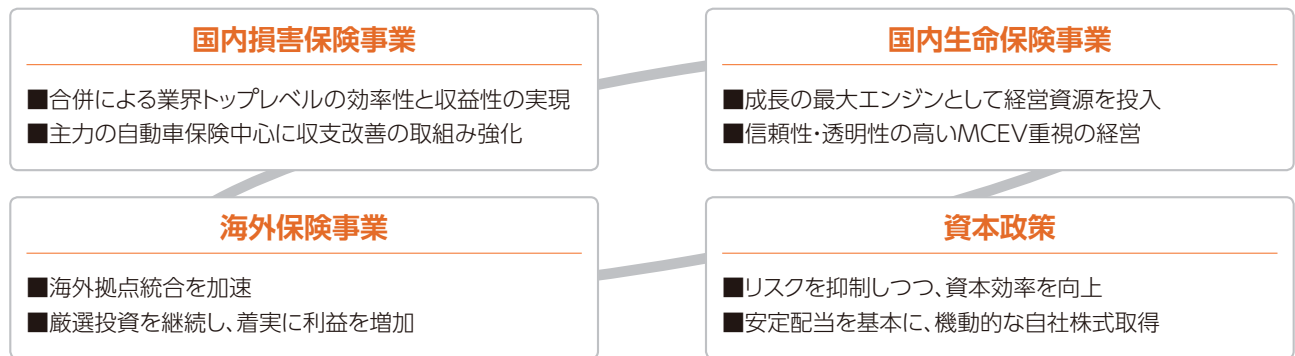 国内損害保険事業
■合併による業界トップレベルの効率性と収益性の実現
■主力の自動車保険中心に収支改善の取組み強化
国内生命保険事業
■成長の最大エンジンとして経営資源を投入
■信頼性・透明性の高いMCEV重視の経営
海外保険事業
■海外拠点統合を加速
■厳選投資を継続し、着実に利益を増加
資本政策
■リスクを抑制しつつ、資本効率を向上
■安定配当を基本に、機動的な自社株式取得